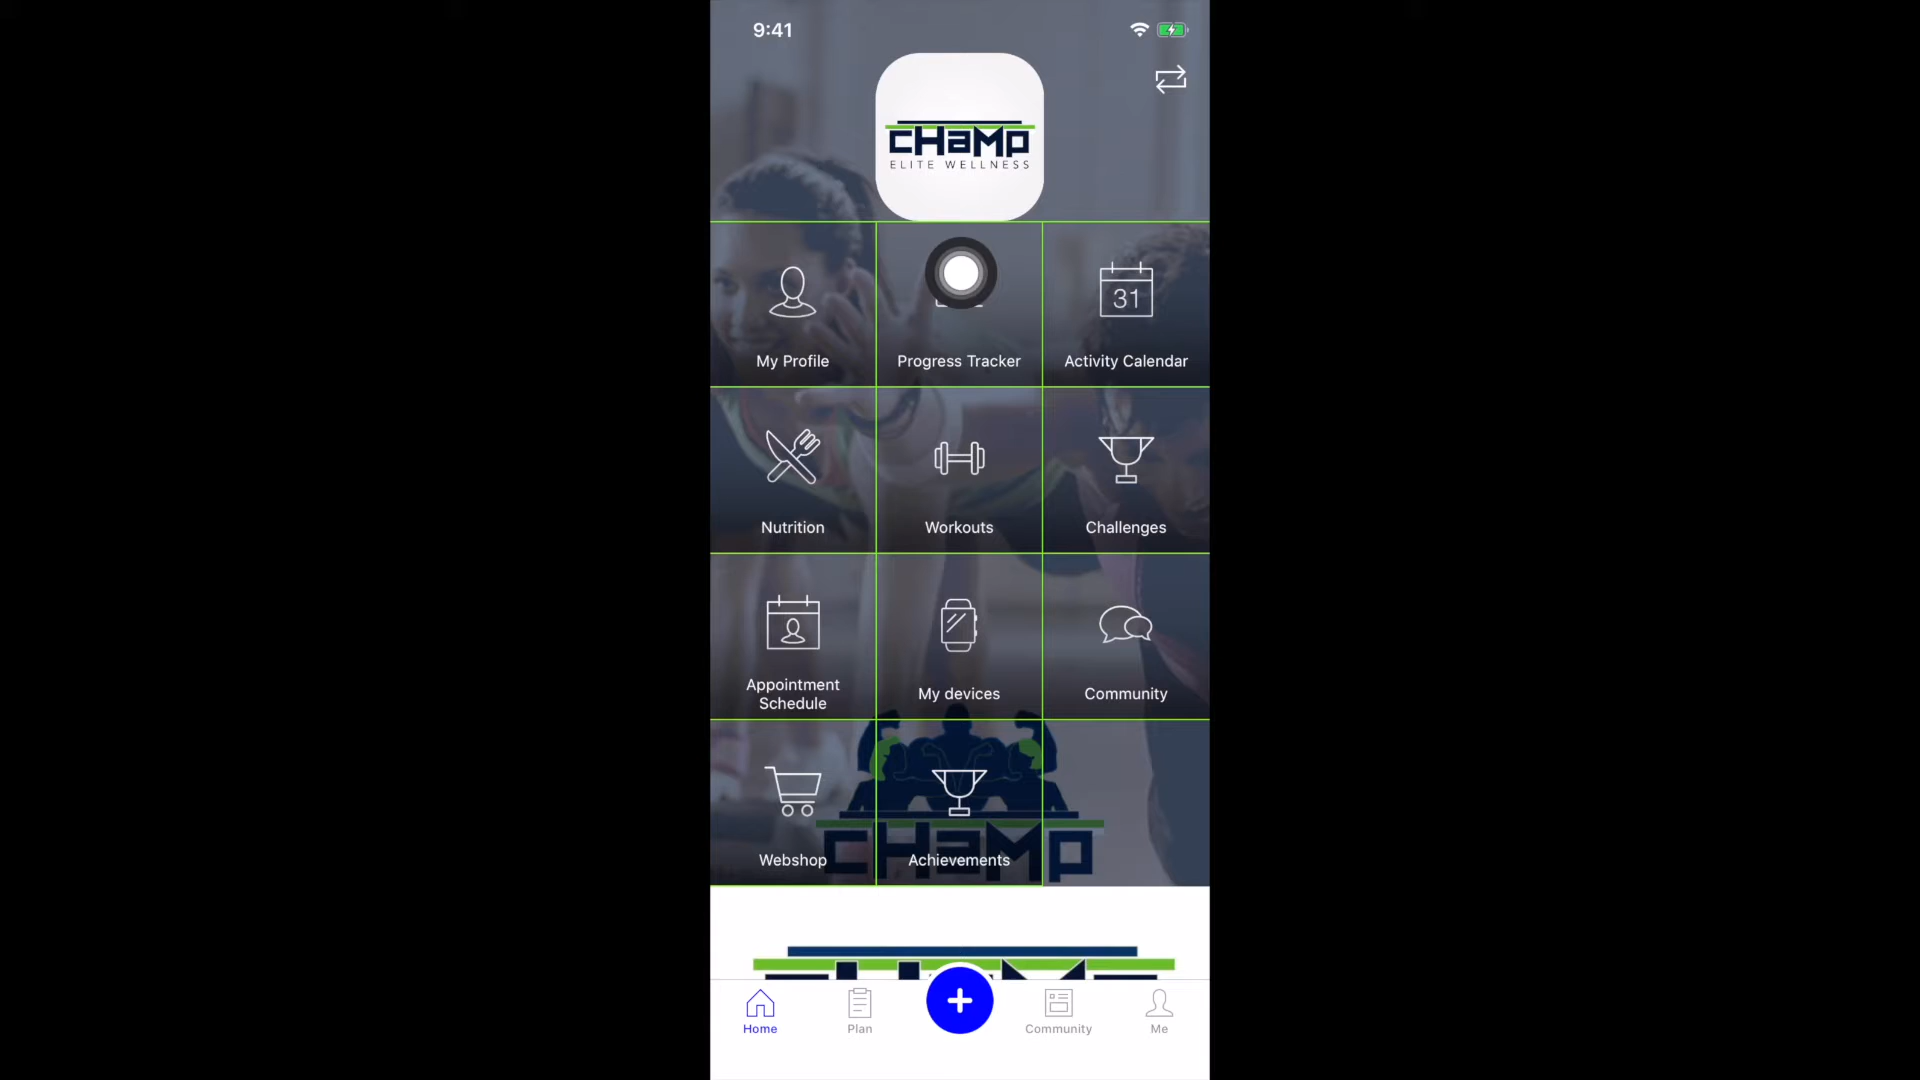 9:41
CHAMP
ELITE WELLNESS
31
My Profile
Progress Tracker
Activity Calendar
Nutrition
Workouts
Challenges
Appointment
Schedule
My devices
Community
CHAMP
Webshop
Achievements
Home
Plan
Community
Me